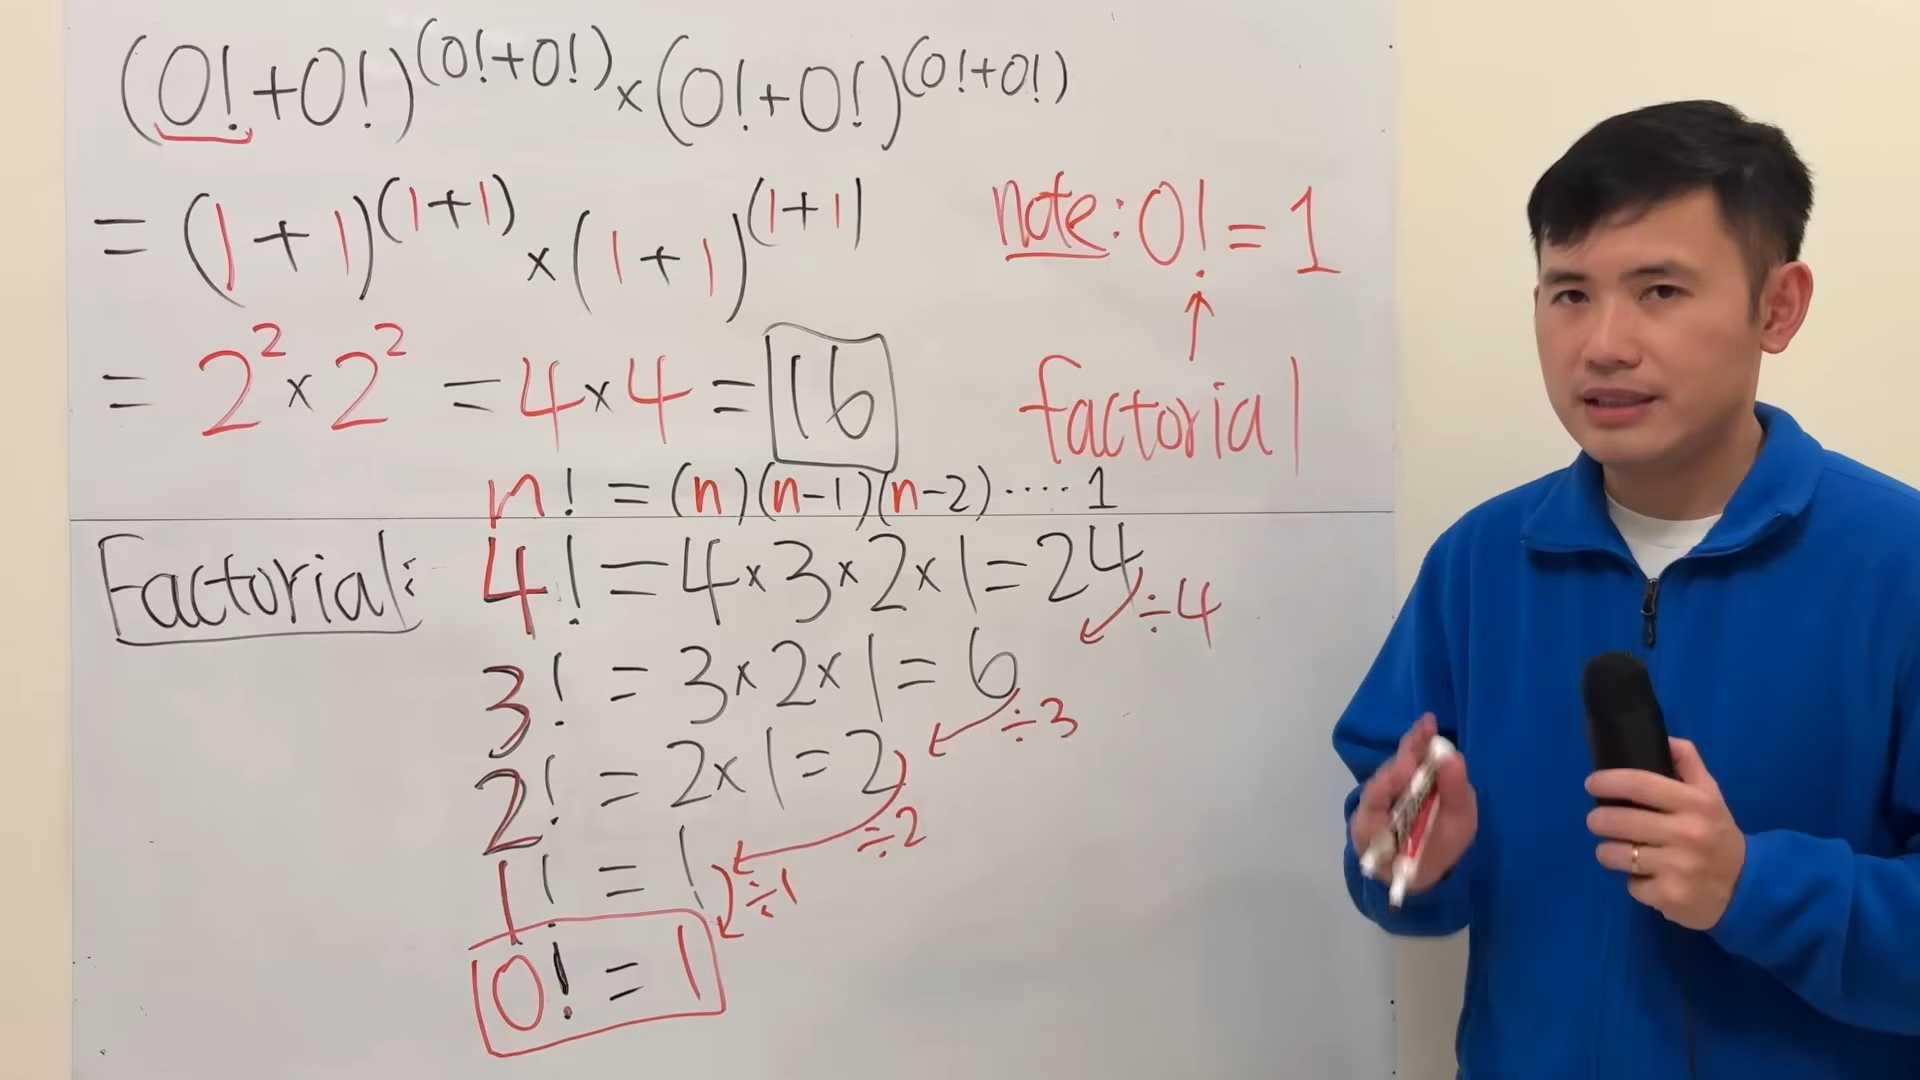 (0!+0!)^(0!+0!) × (0!+0!)^(0!+0!)
= (1+1)^(1+1) × (1+1)^(1+1)
note: 0! = 1
↑
factorial
= 2² × 2² = 4×4 = 16
n! = (n)(n-1)(n-2)····1
Factorial:
4! = 4×3×2×1=24
÷4
3! = 3×2×1= 6
÷3
2! = 2×1=2
÷2
1! = 1
÷1
0! = 1